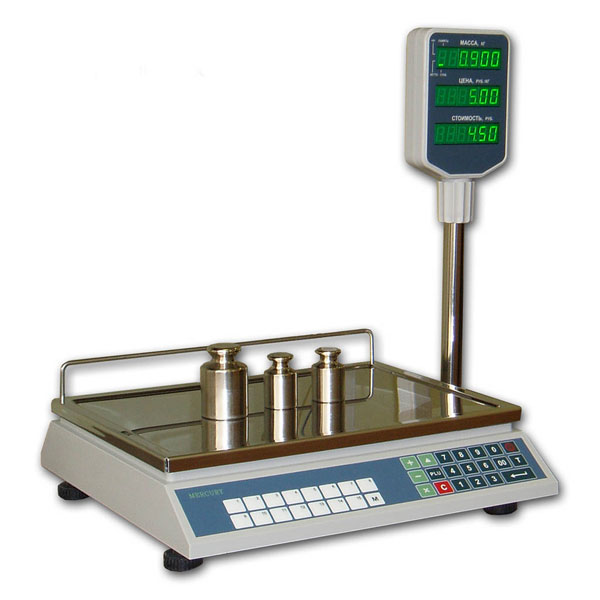 МАССА, КГ
0.900
ЦЕНА, РУБ/КГ
5.00
СТОИМОСТЬ, РУБ
4.50
MERCURY
M
+ ▲ 7 8 9 0
− PLU 4 5 6 00 T
× C 1 2 3 ←